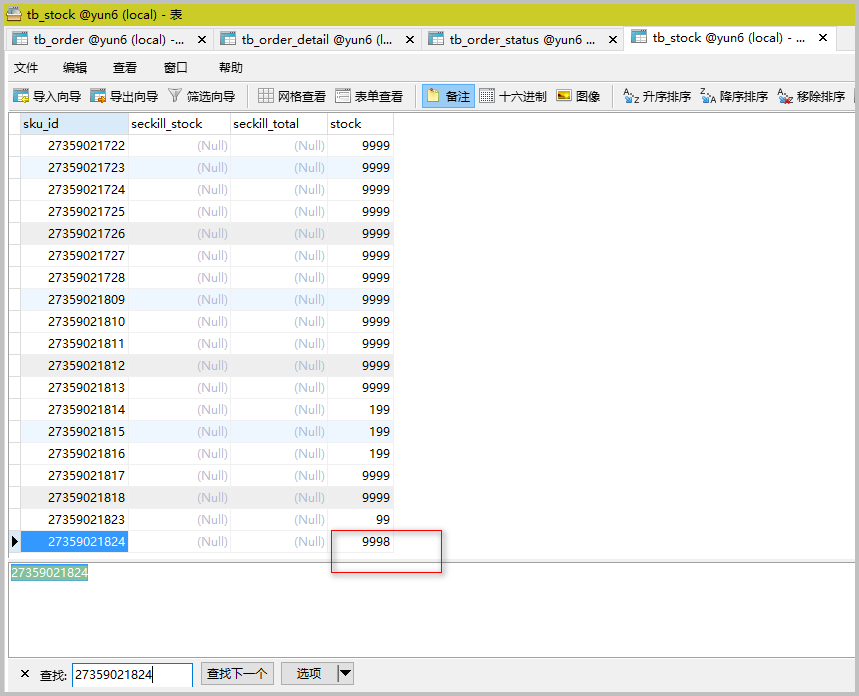 tb_stock @yun6 (local) - 表
tb_order @yun6 (local) -... × tb_order_detail @yun6 (l... × tb_order_status @yun6 ... × tb_stock @yun6 (local) - ... ×
文件 编辑 查看 窗口 帮助
导入向导 导出向导 筛选向导 网格查看 表单查看 备注 十六进制 图像 升序排序 降序排序 移除排序
sku_id seckill_stock seckill_total stock
27359021722 (Null) (Null) 9999
27359021723 (Null) (Null) 9999
27359021724 (Null) (Null) 9999
27359021725 (Null) (Null) 9999
27359021726 (Null) (Null) 9999
27359021727 (Null) (Null) 9999
27359021728 (Null) (Null) 9999
27359021809 (Null) (Null) 9999
27359021810 (Null) (Null) 9999
27359021811 (Null) (Null) 9999
27359021812 (Null) (Null) 9999
27359021813 (Null) (Null) 9999
27359021814 (Null) (Null) 199
27359021815 (Null) (Null) 199
27359021816 (Null) (Null) 199
27359021817 (Null) (Null) 9999
27359021818 (Null) (Null) 9999
27359021823 (Null) (Null) 99
27359021824 (Null) (Null) 9998
27359021824
× 查找: 27359021824 查找下一个 选项